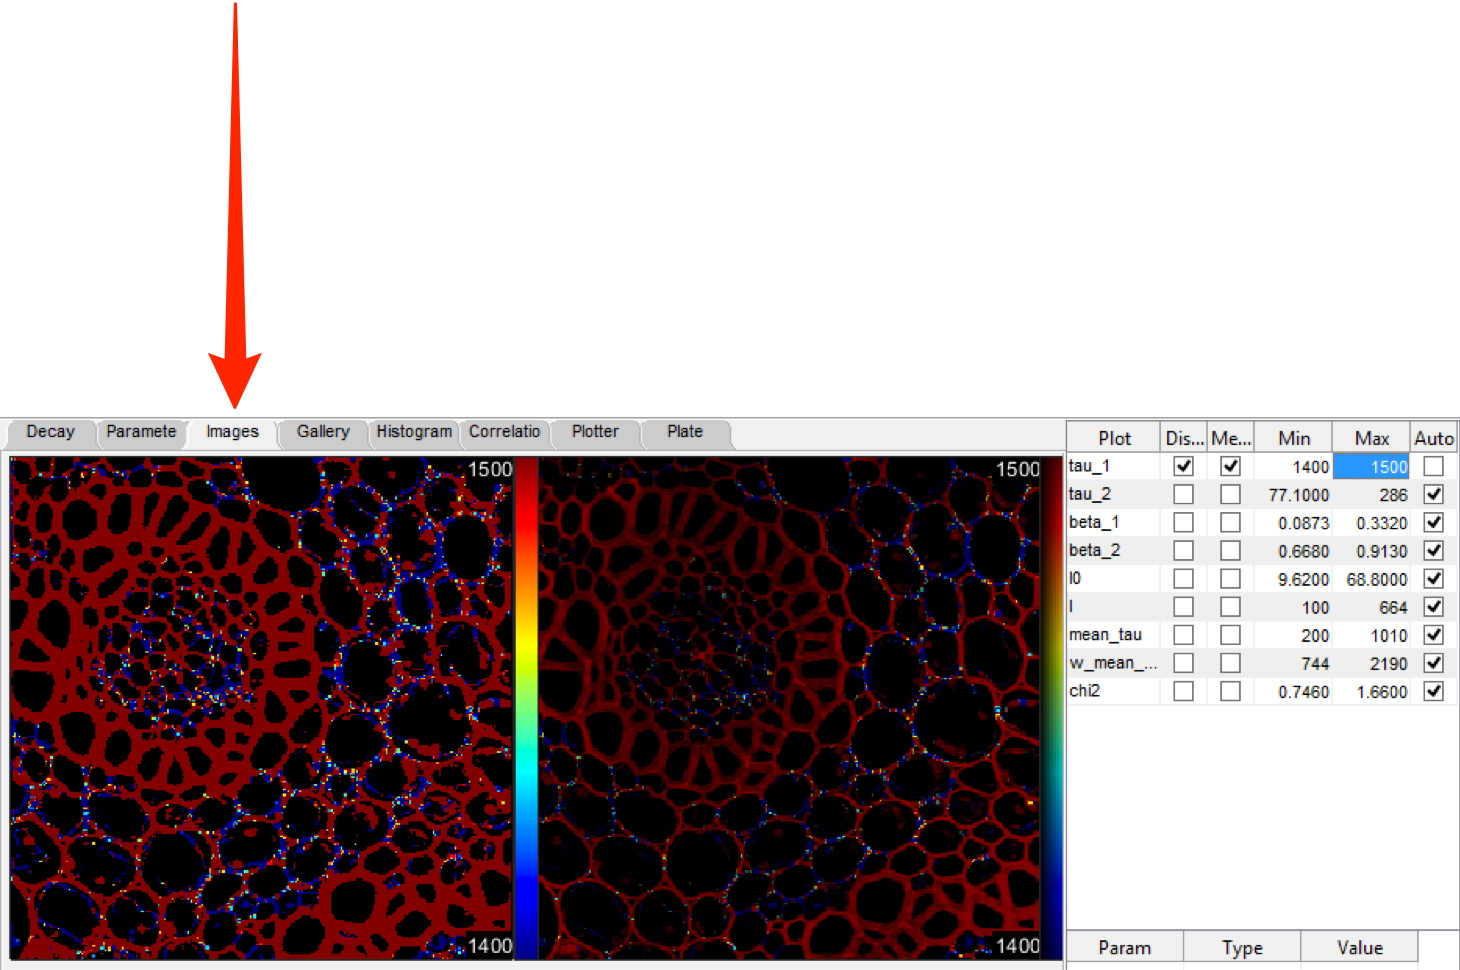 Decay Paramete Images Gallery Histogram Correlatio Plotter Plate
1500 1500
1400 1400
Plot Dis... Me... Min Max Auto
tau_1 1400 1500
tau_2 77.1000 286
beta_1 0.0873 0.3320
beta_2 0.6680 0.9130
I0 9.6200 68.8000
I 100 664
mean_tau 200 1010
w_mean_... 744 2190
chi2 0.7460 1.6600
Param Type Value